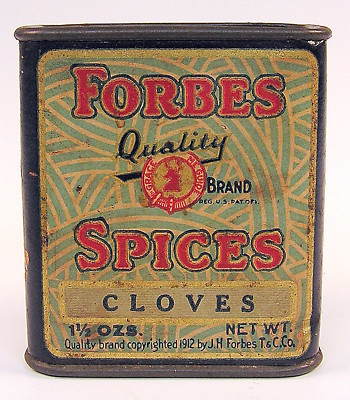 FORBES
Quality
BRAND
REG. U.S. PAT. OF.
SPICES
CLOVES
1½ OZS. NET WT.
Quality brand copyrighted 1912 by J.H Forbes T.& C.Co.